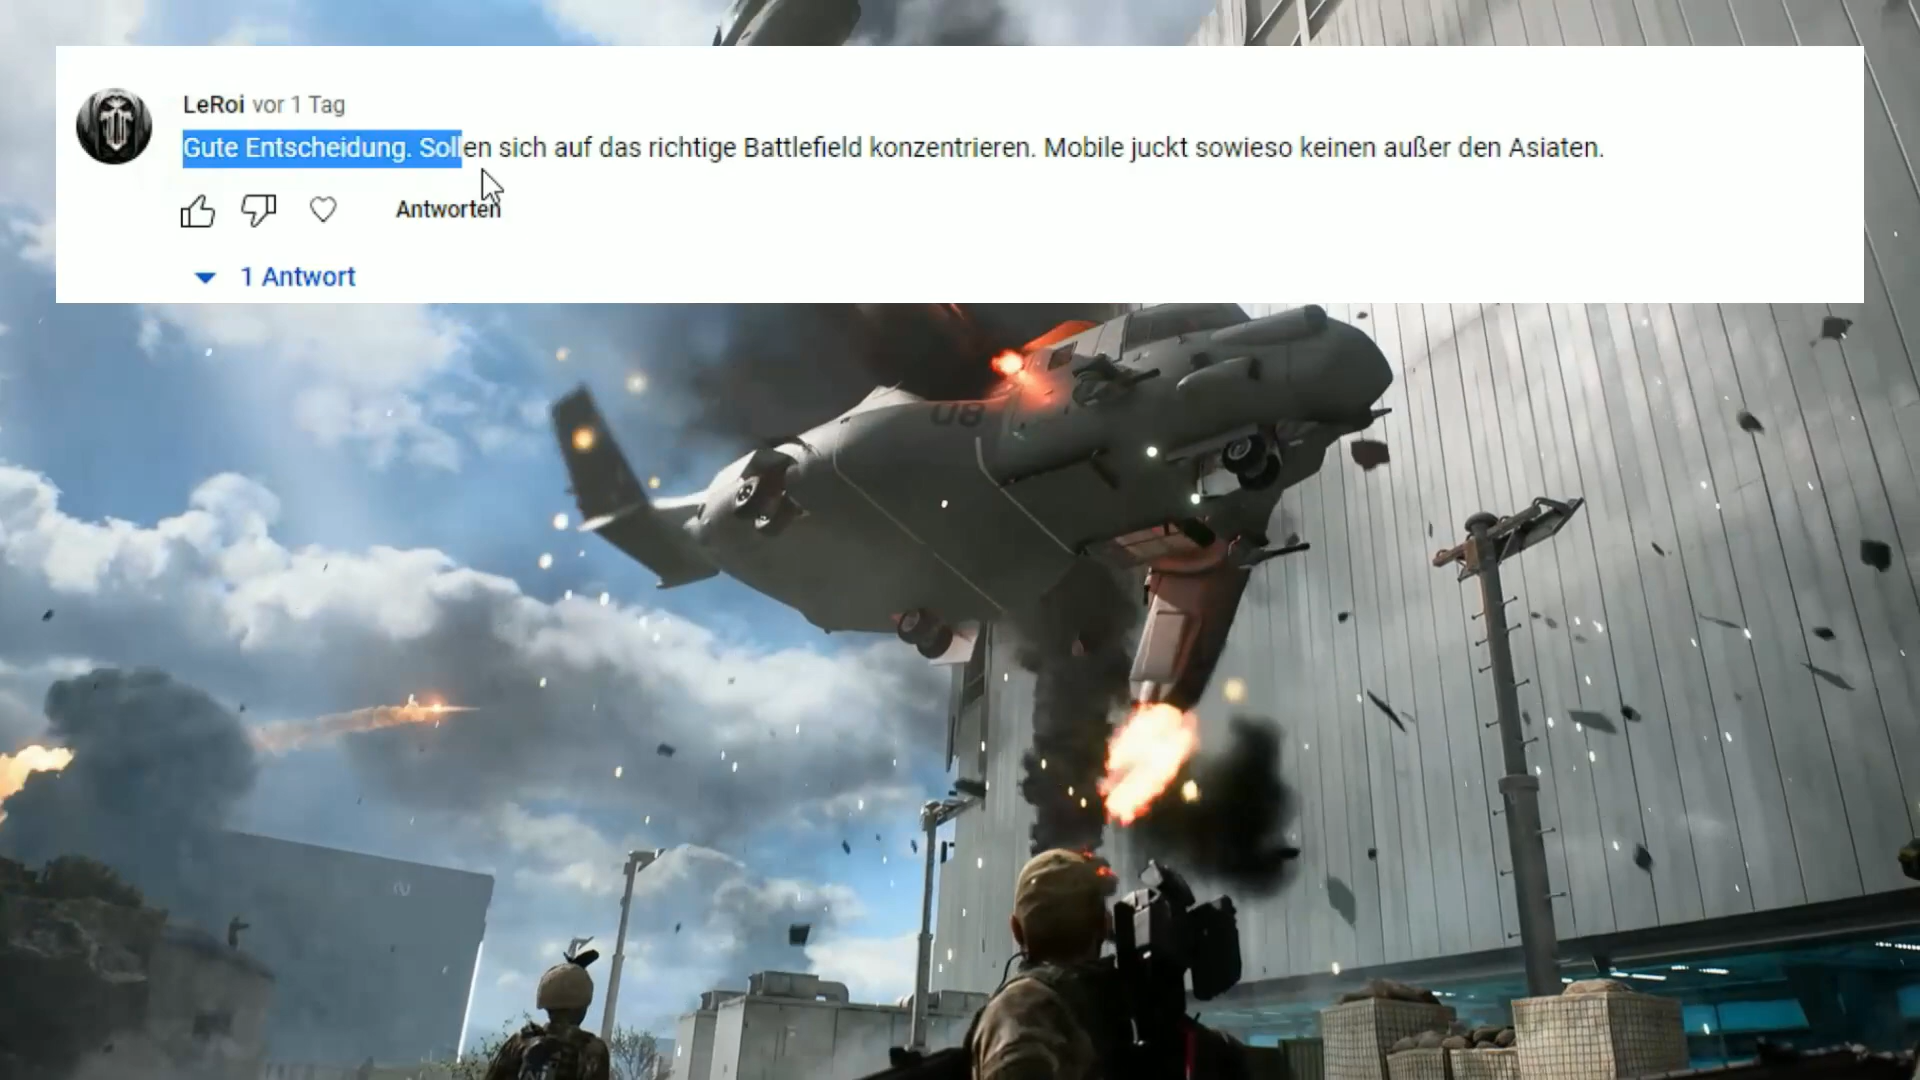 LeRoi vor 1 Tag
Gute Entscheidung. Sollen sich auf das richtige Battlefield konzentrieren. Mobile juckt sowieso keinen außer den Asiaten.
Antworten
1 Antwort
08